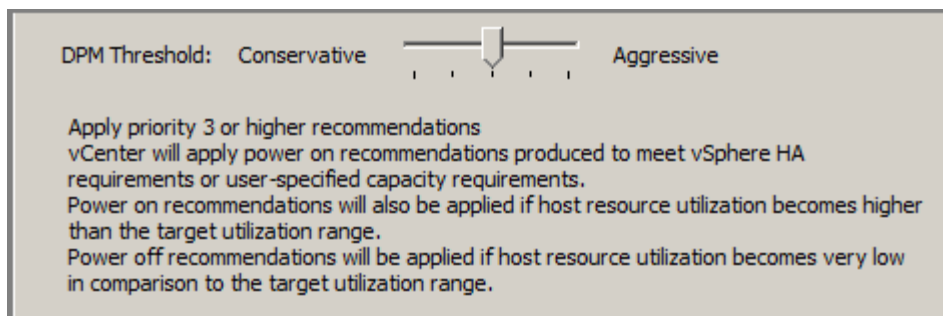 DPM Threshold: Conservative Aggressive
Apply priority 3 or higher recommendations
vCenter will apply power on recommendations produced to meet vSphere HA
requirements or user-specified capacity requirements.
Power on recommendations will also be applied if host resource utilization becomes higher
than the target utilization range.
Power off recommendations will be applied if host resource utilization becomes very low
in comparison to the target utilization range.